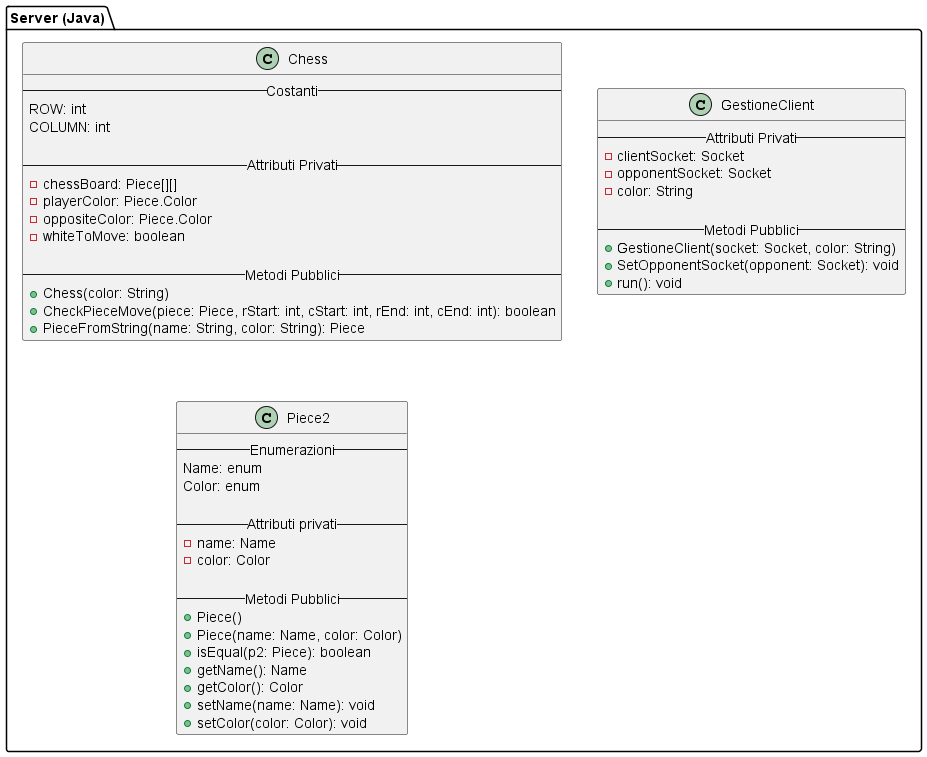 Server (Java)
C Chess
Costanti
ROW: int
COLUMN: int
Attributi Privati
chessBoard: Piece[][]
playerColor: Piece.Color
oppositeColor: Piece.Color
whiteToMove: boolean
Metodi Pubblici
Chess(color: String)
CheckPieceMove(piece: Piece, rStart: int, cStart: int, rEnd: int, cEnd: int): boolean
PieceFromString(name: String, color: String): Piece
C GestioneClient
Attributi Privati
clientSocket: Socket
opponentSocket: Socket
color: String
Metodi Pubblici
GestioneClient(socket: Socket, color: String)
SetOpponentSocket(opponent: Socket): void
run(): void
C Piece2
Enumerazioni
Name: enum
Color: enum
Attributi privati
name: Name
color: Color
Metodi Pubblici
Piece()
Piece(name: Name, color: Color)
isEqual(p2: Piece): boolean
getName(): Name
getColor(): Color
setName(name: Name): void
setColor(color: Color): void